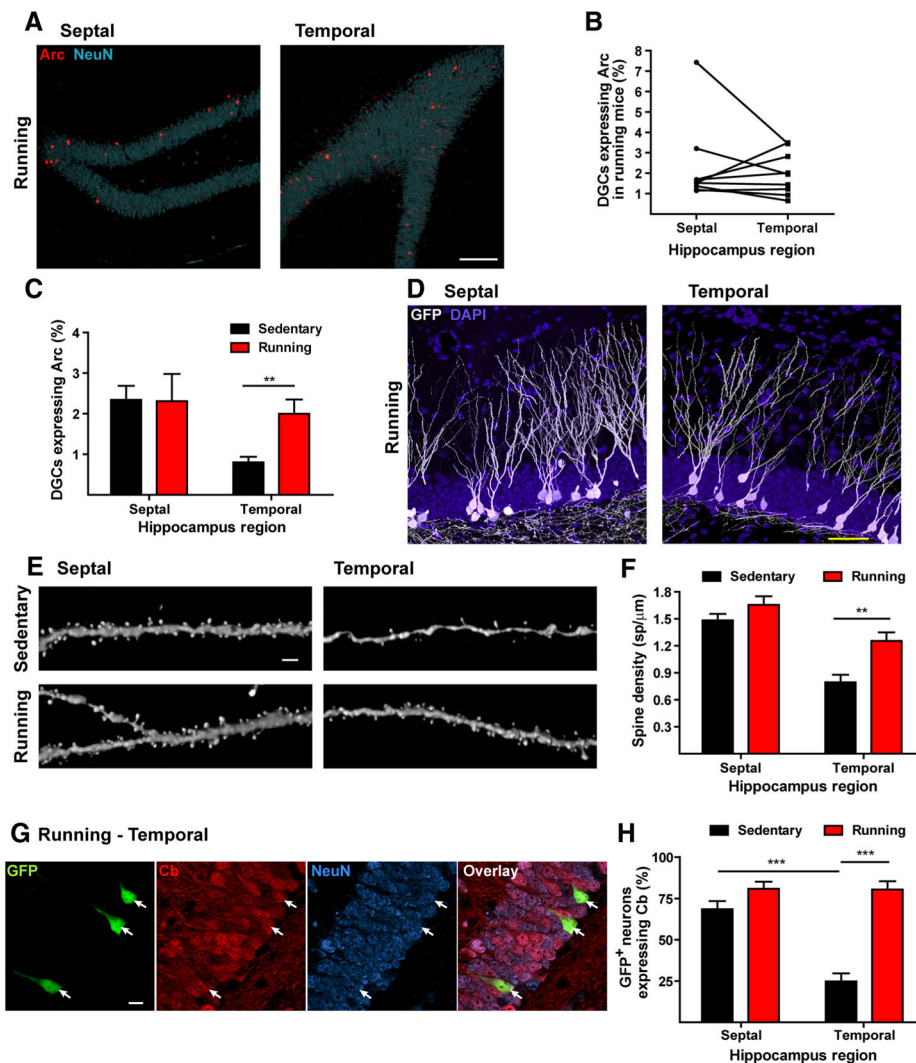 A
Septal
Temporal
Arc NeuN
Running
B
DGCs expressing Arc
in running mice (%)
8
7
6
5
4
3
2
1
Septal
Temporal
Hippocampus region
C
DGCs expressing Arc (%)
4
3
2
1
Sedentary
Running
**
Septal
Temporal
Hippocampus region
D
Septal
Temporal
GFP DAPI
Running
E
Septal
Temporal
Sedentary
Running
F
Sedentary
Running
Spine density (sp/μm)
1.8
1.5
1.2
0.9
0.6
0.3
**
Septal
Temporal
Hippocampus region
G
Running - Temporal
GFP
Cb
NeuN
Overlay
H
Sedentary
Running
GFP+ neurons
expressing Cb (%)
100
75
50
25
***
***
Septal
Temporal
Hippocampus region